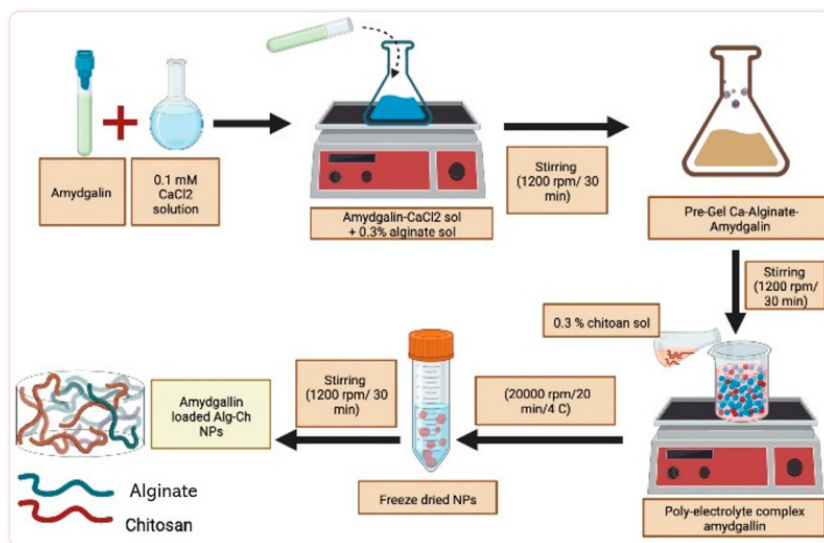 Amydgalin
0.1 mM
CaCl2
solution
Amydgalin-CaCl2 sol
+ 0.3% alginate sol
Stirring
(1200 rpm/ 30
min)
Pre-Gel Ca-Alginate-
Amydgalin
Stirring
(1200 rpm/
30 min)
0.3 % chitoan sol
Poly-electrolyte complex
amydgallin
(20000 rpm/20
min/4 C)
Freeze dried NPs
Stirring
(1200 rpm/ 30
min)
Amydgallin
loaded Alg-Ch
NPs
Alginate
Chitosan